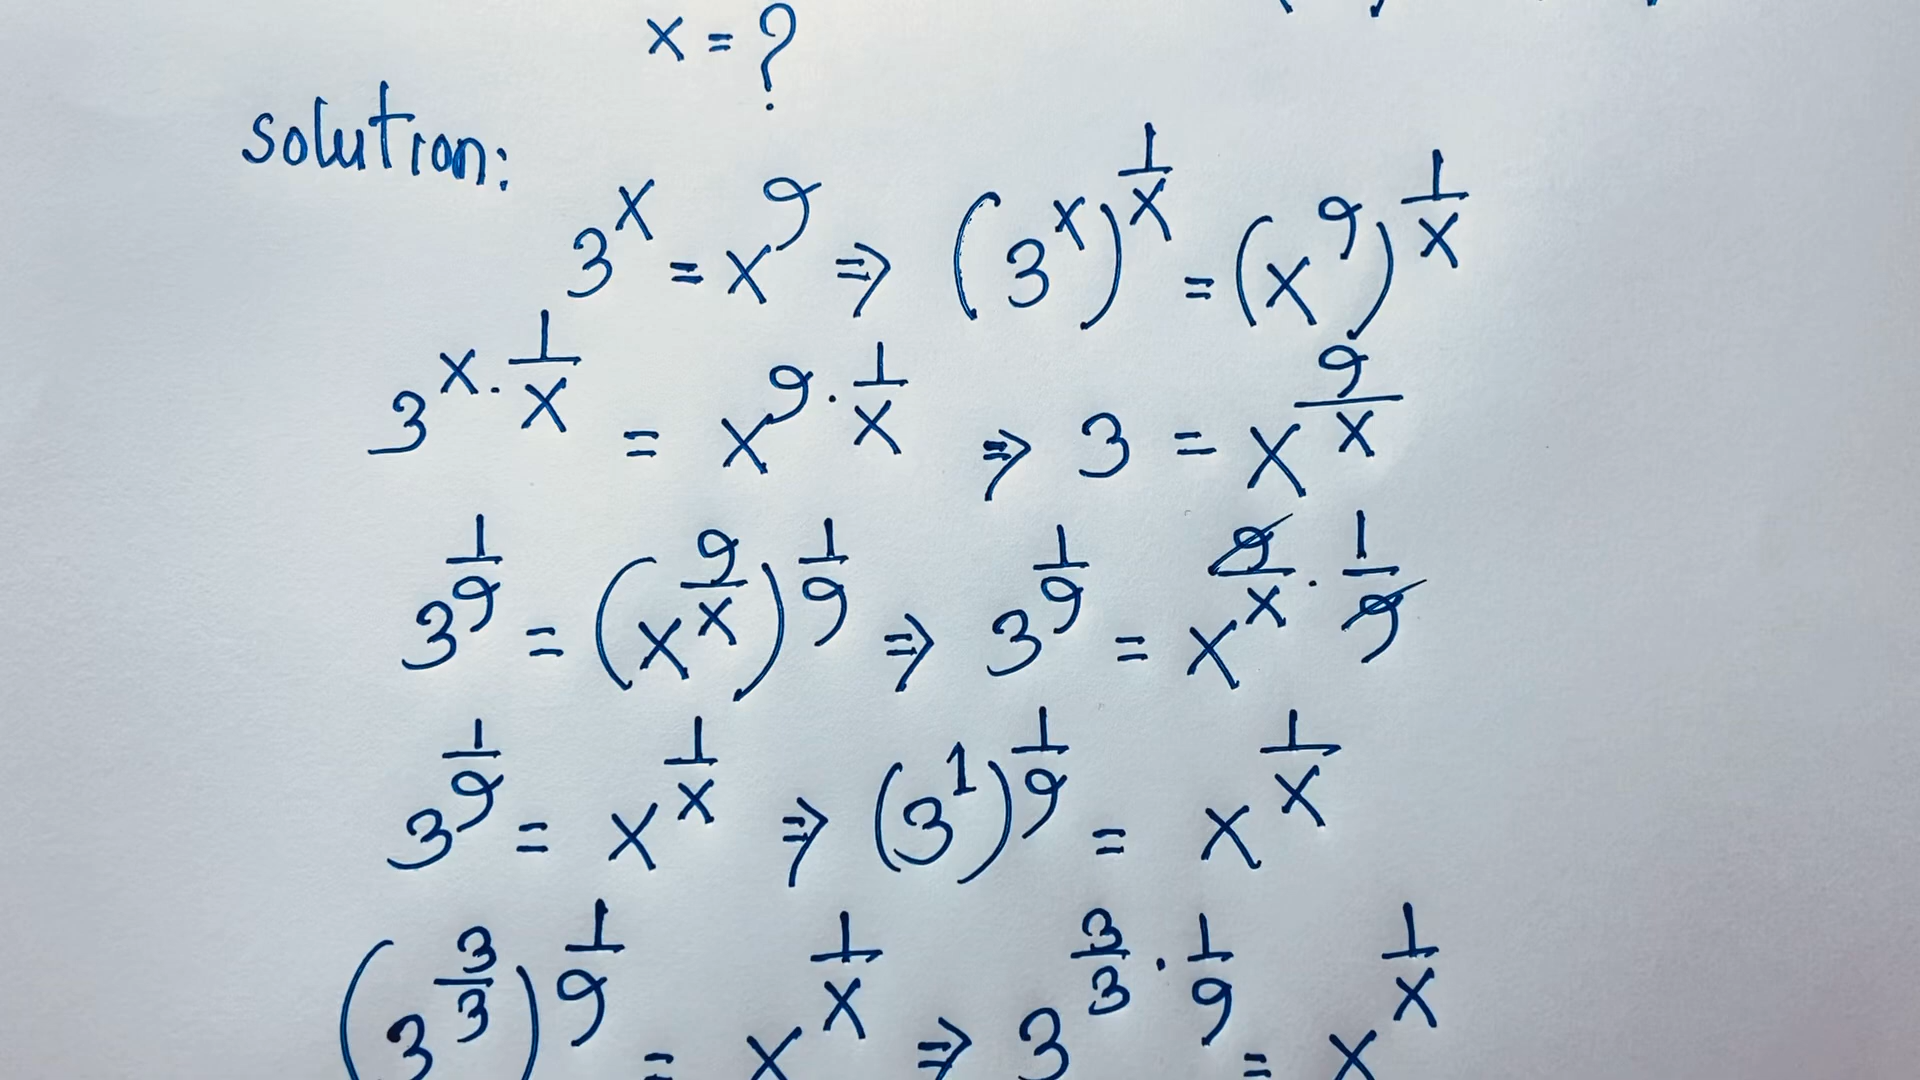 x = ?
solution:
3^x = x^9 ⇒ (3^x)^(1/x) = (x^9)^(1/x)
3^(x·1/x) = x^(9·1/x) ⇒ 3 = x^(9/x)
3^(1/9) = (x^(9/x))^(1/9) ⇒ 3^(1/9) = x^(9/x·1/9)
3^(1/9) = x^(1/x) ⇒ (3^1)^(1/9) = x^(1/x)
(3^(3/3))^(1/9) = x^(1/x) ⇒ 3^(3/3·1/9) = x^(1/x)